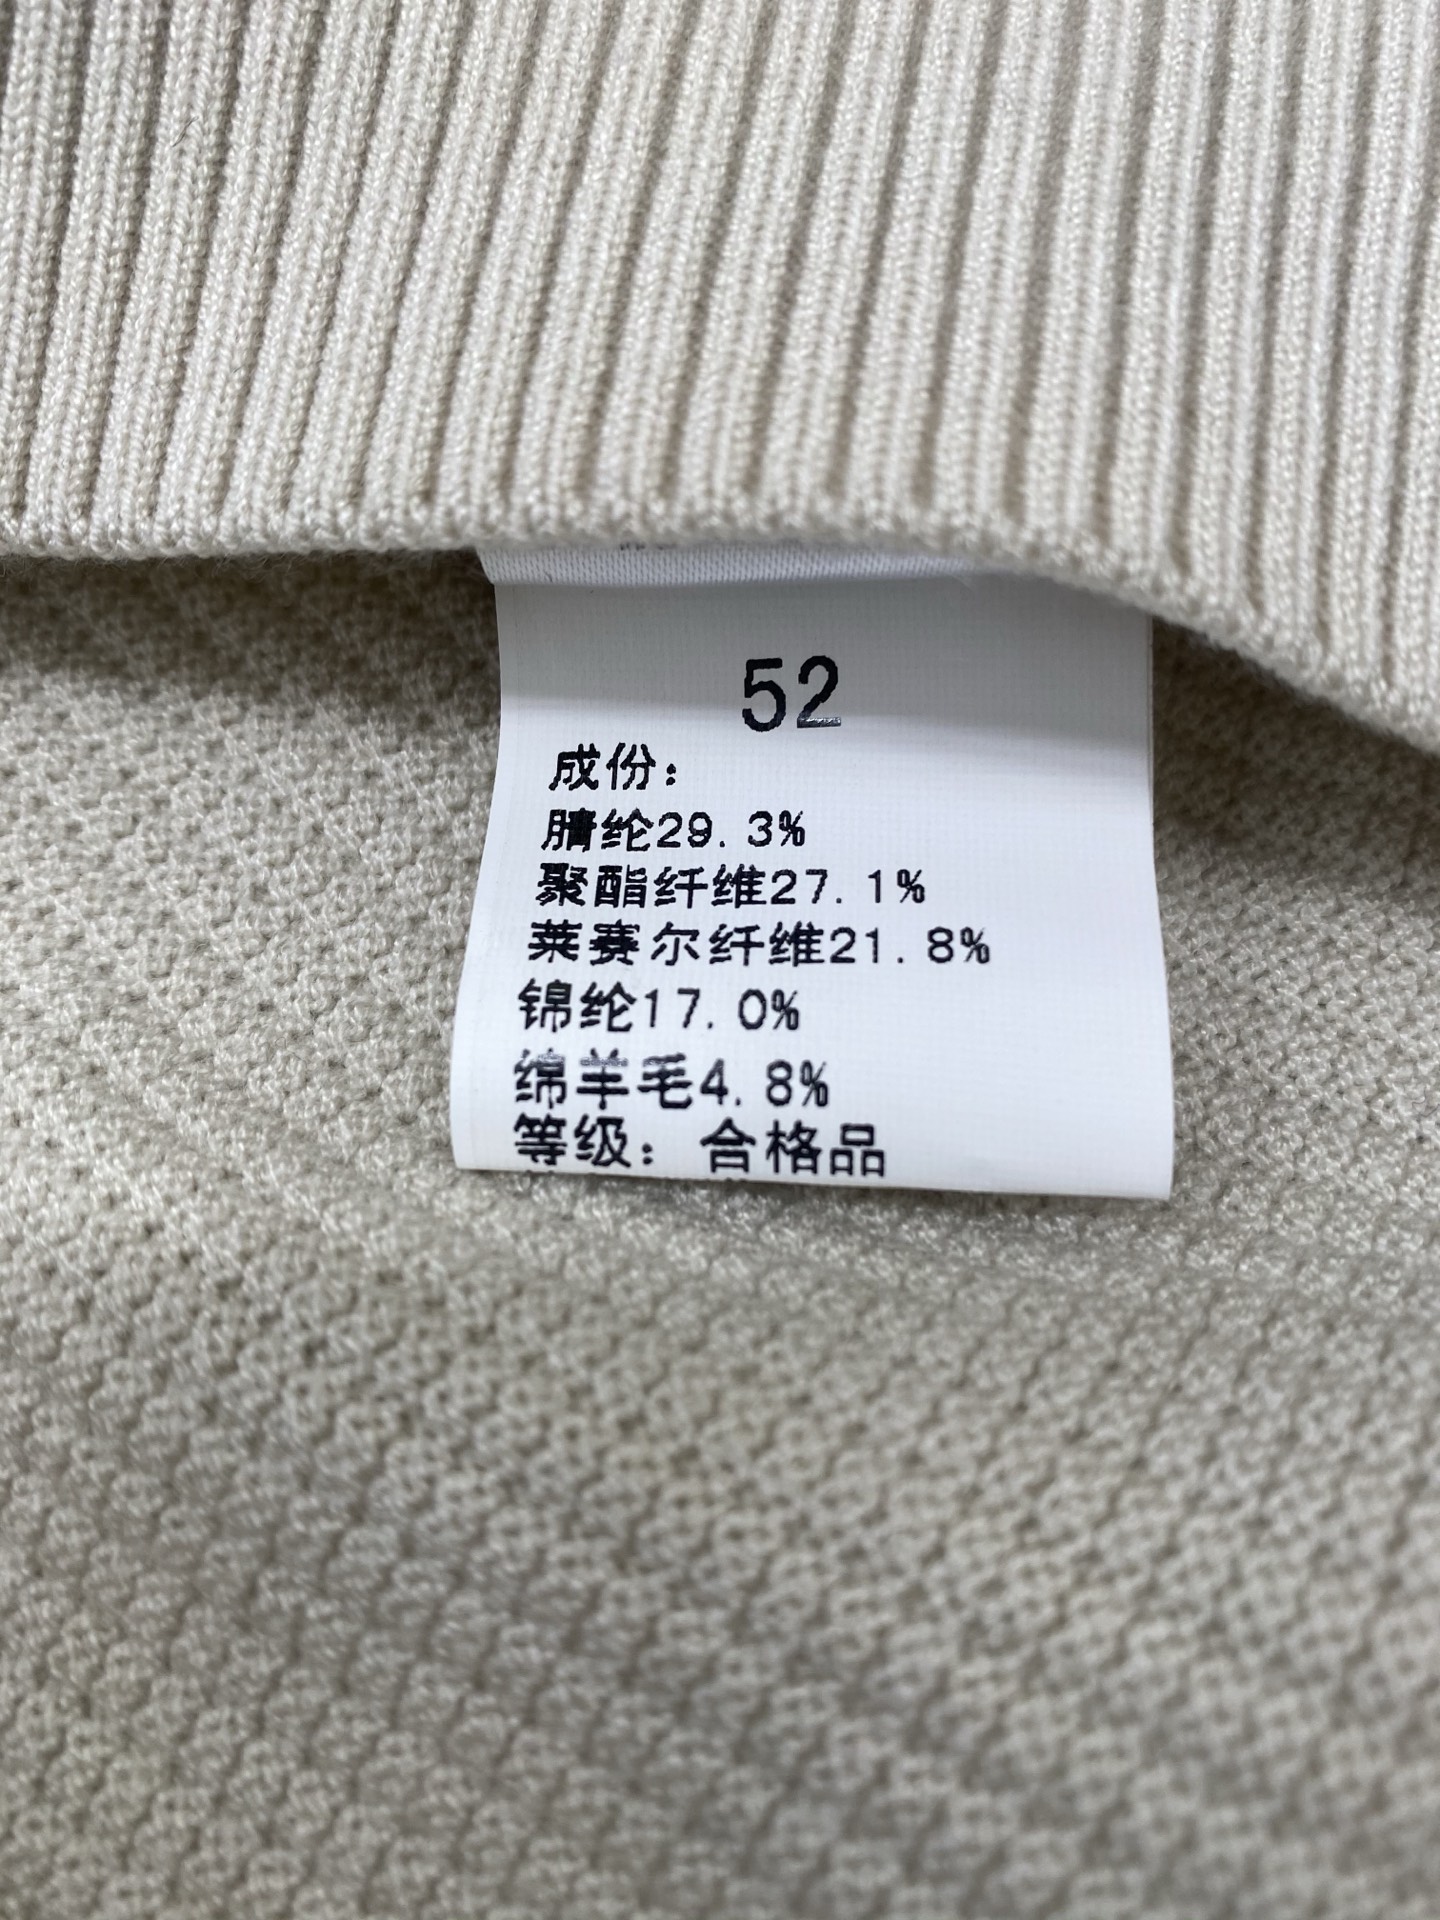 52
成份：
腈纶29.3%
聚酯纤维27.1%
莱赛尔纤维21.8%
锦纶17.0%
绵羊毛4.8%
等级：合格品